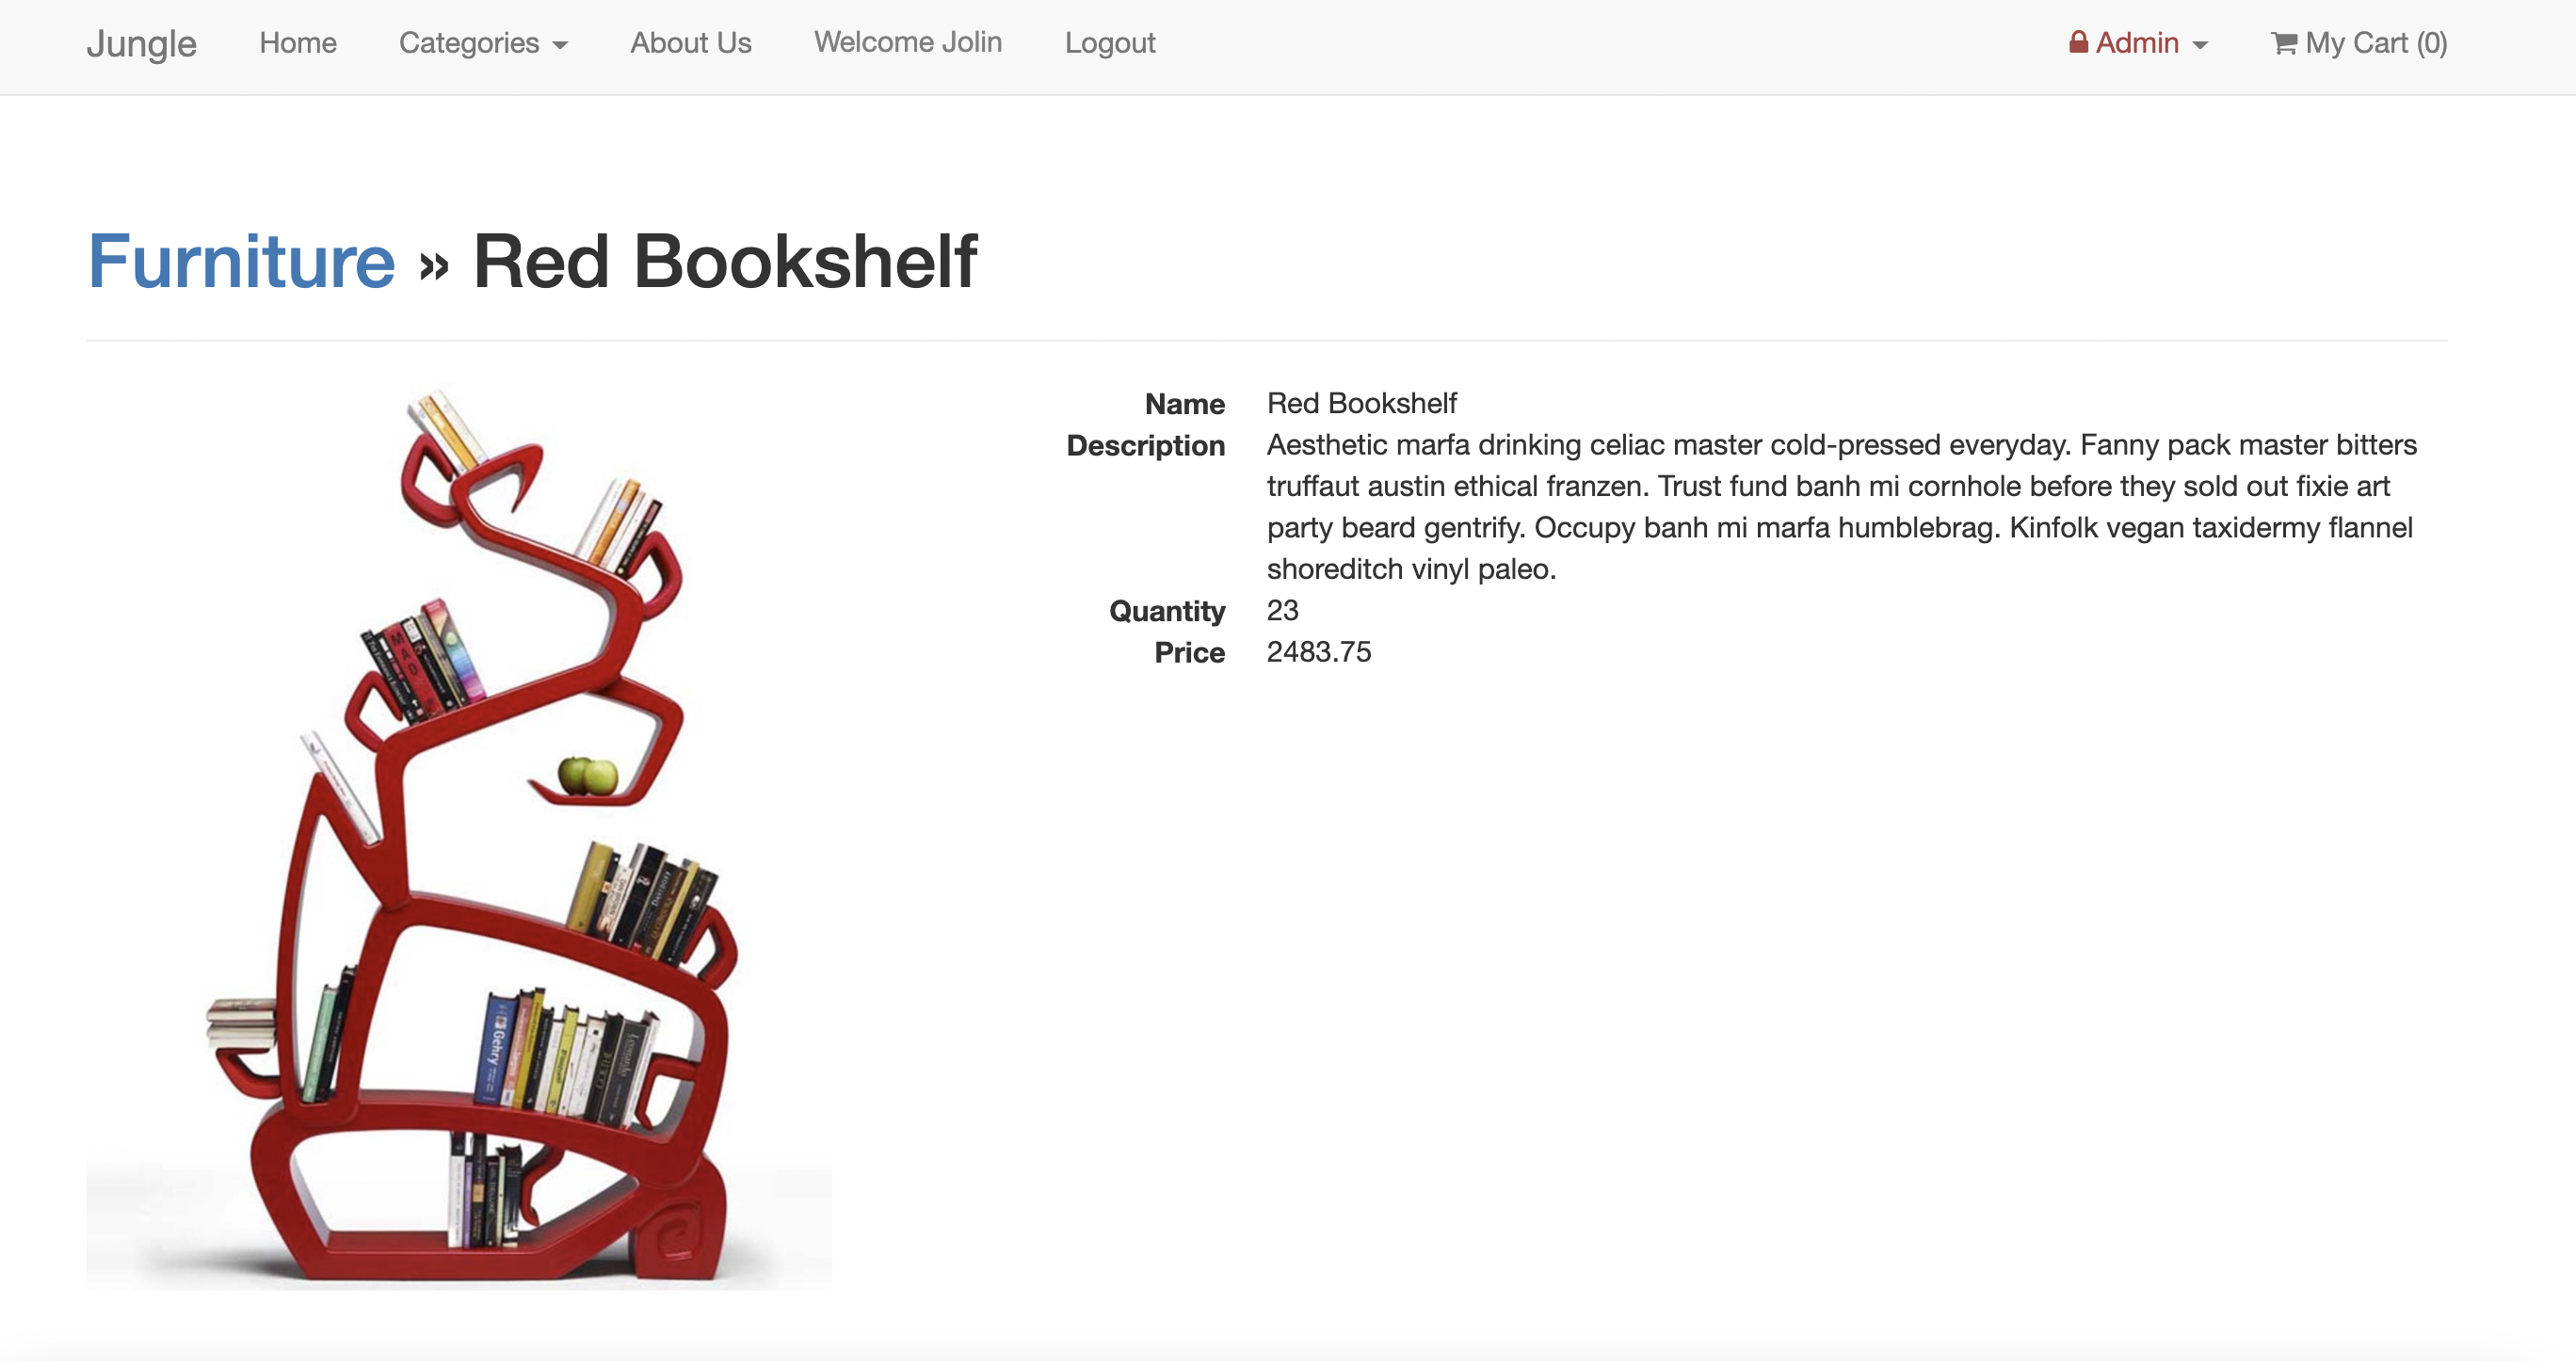 Jungle Home Categories About Us Welcome Jolin Logout Admin My Cart (0)
Furniture » Red Bookshelf
Name Red Bookshelf
Description Aesthetic marfa drinking celiac master cold-pressed everyday. Fanny pack master bitters
truffaut austin ethical franzen. Trust fund banh mi cornhole before they sold out fixie art
party beard gentrify. Occupy banh mi marfa humblebrag. Kinfolk vegan taxidermy flannel
shoreditch vinyl paleo.
Quantity 23
Price 2483.75
MAD
Gehry